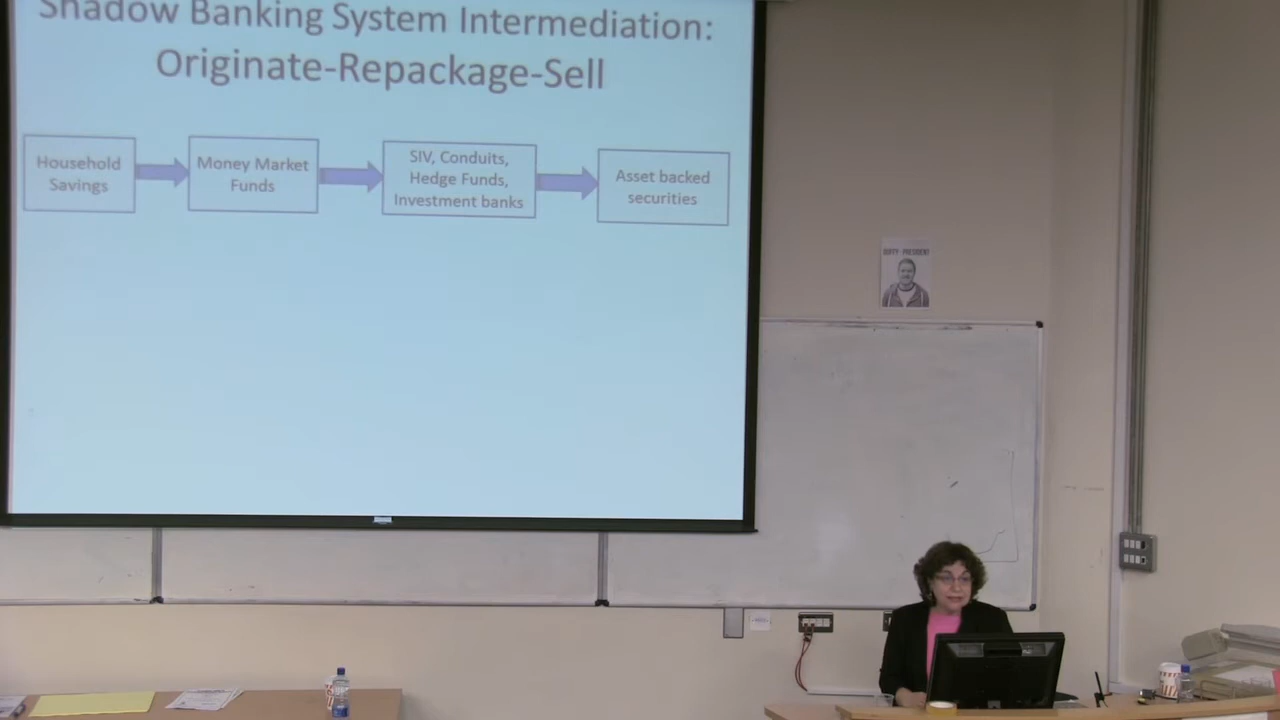 Shadow Banking System Intermediation:
Originate-Repackage-Sell
Household
Savings
Money Market
Funds
SIV, Conduits,
Hedge Funds,
Investment banks
Asset backed
securities
PRESIDENT